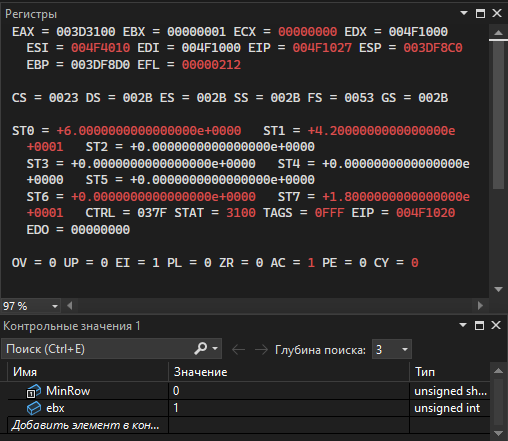 Регистры
EAX = 003D3100 EBX = 00000001 ECX = 00000000 EDX = 004F1000
ESI = 004F4010 EDI = 004F1000 EIP = 004F1027 ESP = 003DF8C0
EBP = 003DF8D0 EFL = 00000212
CS = 0023 DS = 002B ES = 002B SS = 002B FS = 0053 GS = 002B
ST0 = +6.0000000000000000e+0000 ST1 = +4.2000000000000000e
+0001 ST2 = +0.0000000000000000e+0000
ST3 = +0.0000000000000000e+0000 ST4 = +0.0000000000000000e
+0000 ST5 = +0.0000000000000000e+0000
ST6 = +0.0000000000000000e+0000 ST7 = +1.8000000000000000e
+0001 CTRL = 037F STAT = 3100 TAGS = 0FFF EIP = 004F1020
EDO = 00000000
OV = 0 UP = 0 EI = 1 PL = 0 ZR = 0 AC = 1 PE = 0 CY = 0
97 %
Контрольные значения 1
Поиск (Ctrl+E) Глубина поиска: 3
Имя Значение Тип
MinRow 0 unsigned sh...
ebx 1 unsigned int
Добавить элемент в кон...